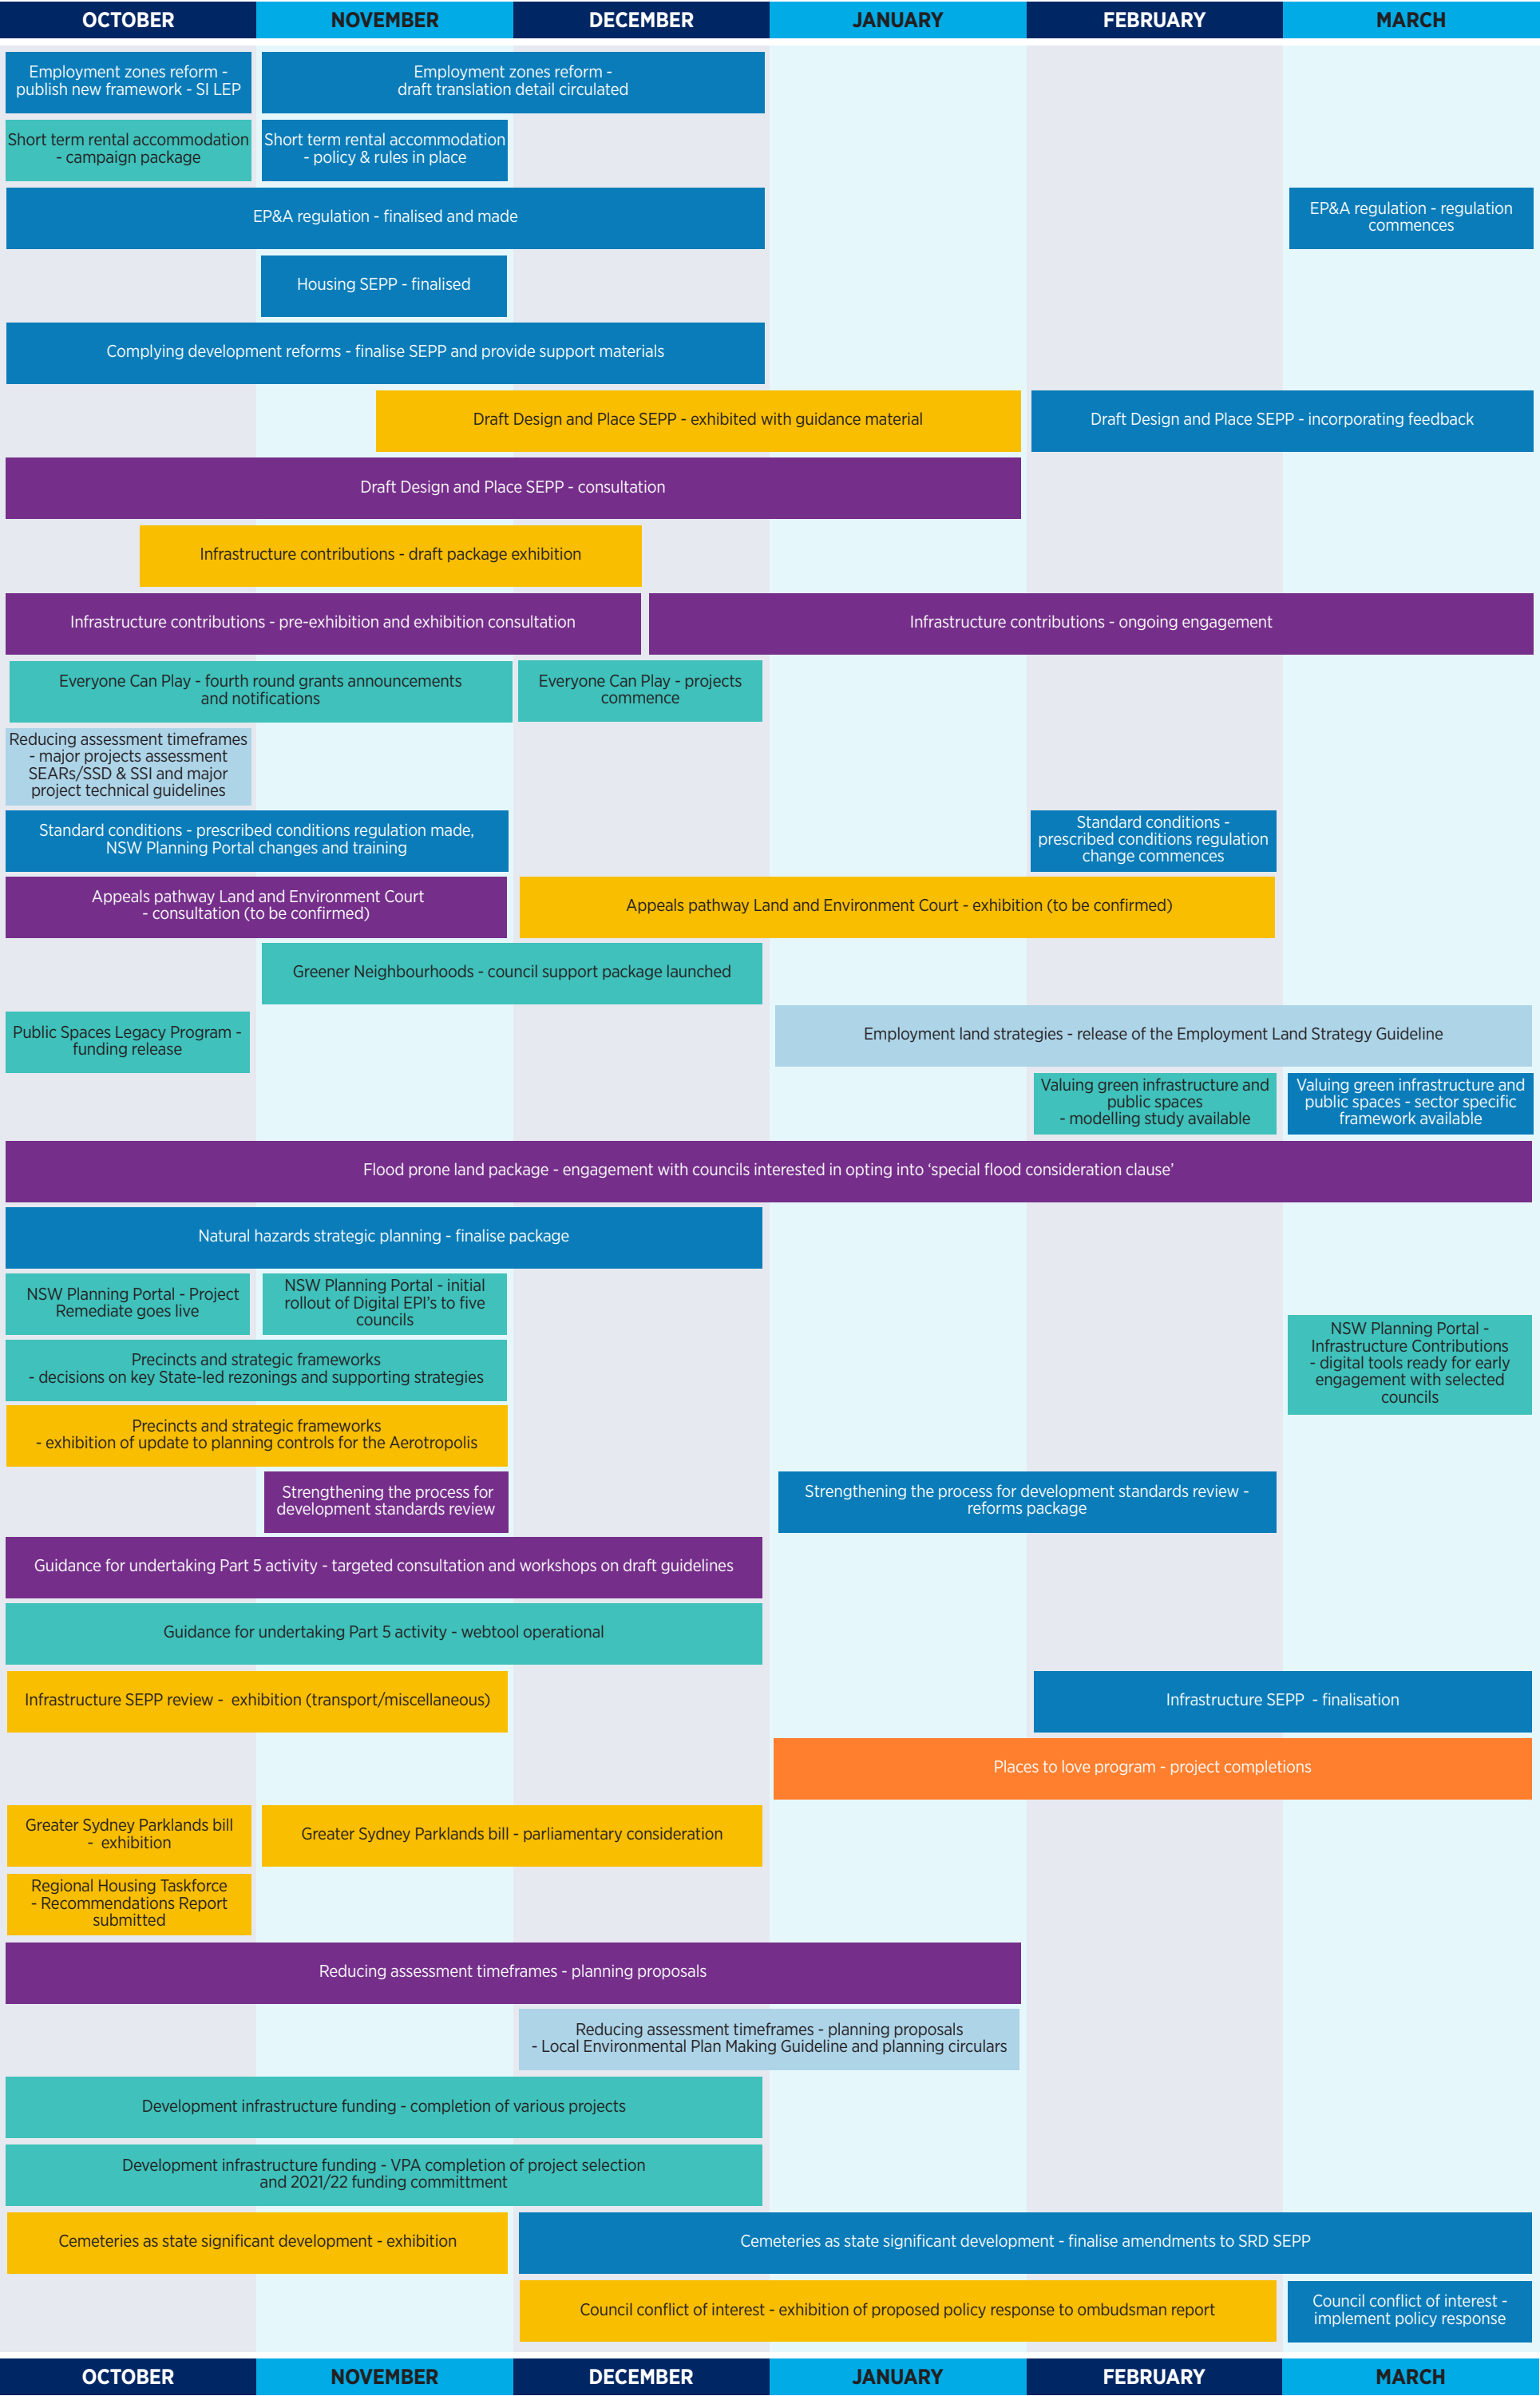 OCTOBER NOVEMBER DECEMBER JANUARY FEBRUARY MARCH
Employment zones reform -
publish new framework - SI LEP
Employment zones reform -
draft translation detail circulated
Short term rental accommodation
- campaign package
Short term rental accommodation
- policy & rules in place
EP&A regulation - finalised and made
EP&A regulation - regulation
commences
Housing SEPP - finalised
Complying development reforms - finalise SEPP and provide support materials
Draft Design and Place SEPP - exhibited with guidance material
Draft Design and Place SEPP - incorporating feedback
Draft Design and Place SEPP - consultation
Infrastructure contributions - draft package exhibition
Infrastructure contributions - pre-exhibition and exhibition consultation
Infrastructure contributions - ongoing engagement
Everyone Can Play - fourth round grants announcements
and notifications
Everyone Can Play - projects
commence
Reducing assessment timeframes
- major projects assessment
SEARs/SSD & SSI and major
project technical guidelines
Standard conditions - prescribed conditions regulation made,
NSW Planning Portal changes and training
Standard conditions -
prescribed conditions regulation
change commences
Appeals pathway Land and Environment Court
- consultation (to be confirmed)
Appeals pathway Land and Environment Court - exhibition (to be confirmed)
Greener Neighbourhoods - council support package launched
Public Spaces Legacy Program -
funding release
Employment land strategies - release of the Employment Land Strategy Guideline
Valuing green infrastructure and
public spaces
- modelling study available
Valuing green infrastructure and
public spaces - sector specific
framework available
Flood prone land package - engagement with councils interested in opting into ‘special flood consideration clause’
Natural hazards strategic planning - finalise package
NSW Planning Portal - Project
Remediate goes live
NSW Planning Portal - initial
rollout of Digital EPI's to five
councils
NSW Planning Portal -
Infrastructure Contributions
- digital tools ready for early
engagement with selected
councils
Precincts and strategic frameworks
- decisions on key State-led rezonings and supporting strategies
Precincts and strategic frameworks
- exhibition of update to planning controls for the Aerotropolis
Strengthening the process for
development standards review
Strengthening the process for development standards review -
reforms package
Guidance for undertaking Part 5 activity - targeted consultation and workshops on draft guidelines
Guidance for undertaking Part 5 activity - webtool operational
Infrastructure SEPP review - exhibition (transport/miscellaneous)
Infrastructure SEPP - finalisation
Places to love program - project completions
Greater Sydney Parklands bill
- exhibition
Greater Sydney Parklands bill - parliamentary consideration
Regional Housing Taskforce
- Recommendations Report
submitted
Reducing assessment timeframes - planning proposals
Reducing assessment timeframes - planning proposals
- Local Environmental Plan Making Guideline and planning circulars
Development infrastructure funding - completion of various projects
Development infrastructure funding - VPA completion of project selection
and 2021/22 funding committment
Cemeteries as state significant development - exhibition
Cemeteries as state significant development - finalise amendments to SRD SEPP
Council conflict of interest - exhibition of proposed policy response to ombudsman report
Council conflict of interest -
implement policy response
OCTOBER NOVEMBER DECEMBER JANUARY FEBRUARY MARCH